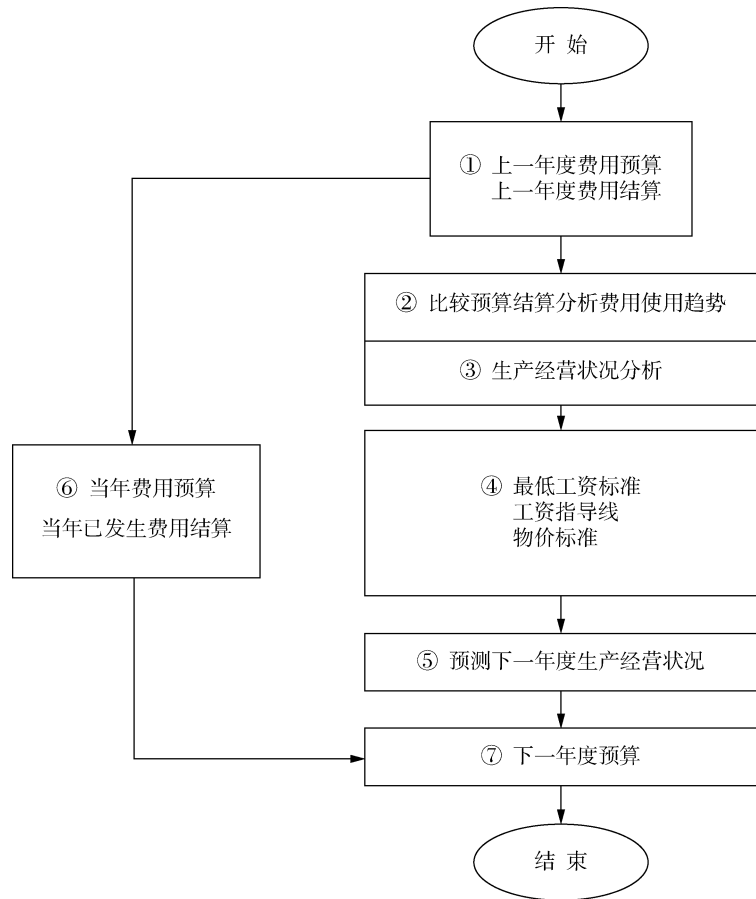 开 始
① 上一年度费用预算
上一年度费用结算
② 比较预算结算分析费用使用趋势
③ 生产经营状况分析
⑥ 当年费用预算
当年已发生费用结算
④ 最低工资标准
工资指导线
物价标准
⑤ 预测下一年度生产经营状况
⑦ 下一年度预算
结 束